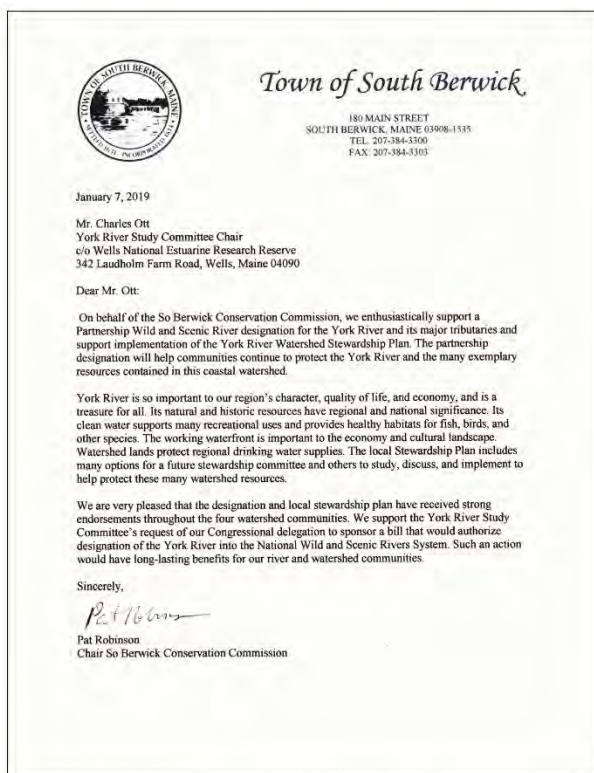 TOWN OF SOUTH BERWICK, MAINE
Town of South Berwick
180 MAIN STREET
SOUTH BERWICK, MAINE 03908-1535
TEL. 207-384-3300
FAX: 207-384-3303
January 7, 2019
Mr. Charles Ott
York River Study Committee Chair
c/o Wells National Estuarine Research Reserve
342 Laudholm Farm Road, Wells, Maine 04090
Dear Mr. Ott:
On behalf of the So Berwick Conservation Commission, we enthusiastically support a
Partnership Wild and Scenic River designation for the York River and its major tributaries and
support implementation of the York River Watershed Stewardship Plan. The partnership
designation will help communities continue to protect the York River and the many exemplary
resources contained in this coastal watershed.
York River is so important to our region's character, quality of life, and economy, and is a
treasure for all. Its natural and historic resources have regional and national significance. Its
clean water supports many recreational uses and provides healthy habitats for fish, birds, and
other species. The working waterfront is important to the economy and cultural landscape.
Watershed lands protect regional drinking water supplies. The local Stewardship Plan includes
many options for a future stewardship committee and others to study, discuss, and implement to
help protect these many watershed resources.
We are very pleased that the designation and local stewardship plan have received strong
endorsements throughout the four watershed communities. We support the York River Study
Committee's request of our Congressional delegation to sponsor a bill that would authorize
designation of the York River into the National Wild and Scenic Rivers System. Such an action
would have long-lasting benefits for our river and watershed communities.
Sincerely,
Pat Robinson
Chair So Berwick Conservation Commission